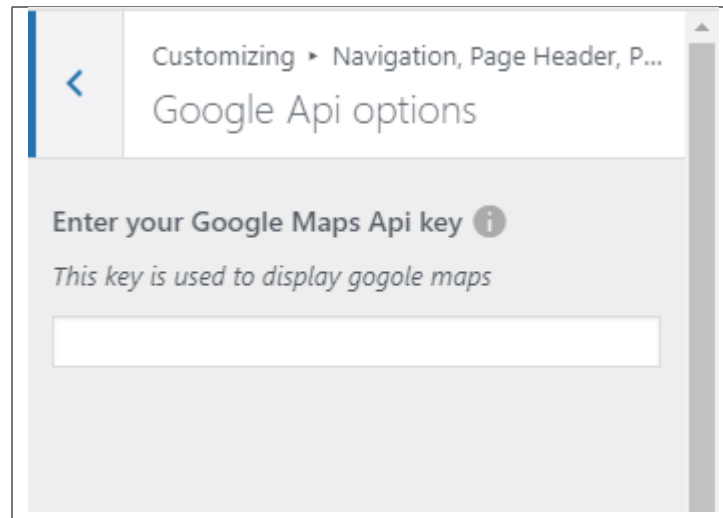 Customizing ▸ Navigation, Page Header, P...
Google Api options
Enter your Google Maps Api key
This key is used to display gogole maps